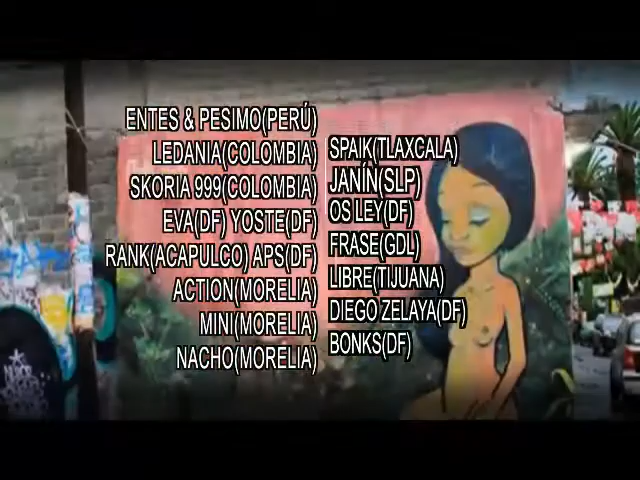 ENTES & PESIMO(PERÚ)
LEDANIA(COLOMBIA)
SKORIA 999(COLOMBIA)
EVA(DF) YOSTE(DF)
RANK(ACAPULCO) APS(DF)
ACTION(MORELIA)
MINI(MORELIA)
NACHO(MORELIA)
SPAIK(TLAXCALA)
JANÍN(SLP)
OS LEY(DF)
FRASE(GDL)
LIBRE(TIJUANA)
DIEGO ZELAYA(DF)
BONKS(DF)